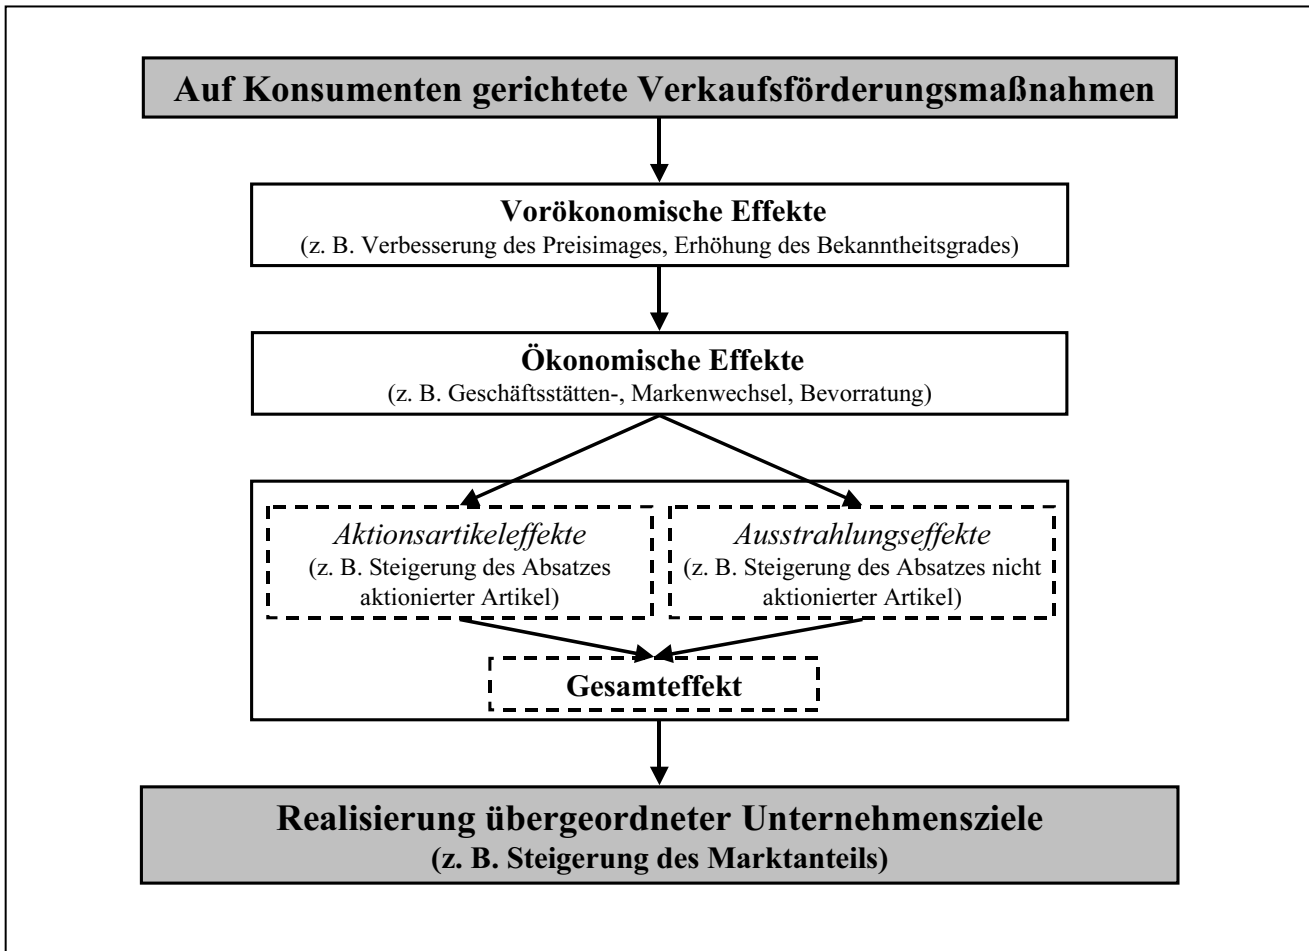 Auf Konsumenten gerichtete Verkaufsförderungsmaßnahmen
Vorökonomische Effekte
(z. B. Verbesserung des Preisimages, Erhöhung des Bekanntheitsgrades)
Ökonomische Effekte
(z. B. Geschäftsstätten-, Markenwechsel, Bevorratung)
Aktionsartikeleffekte
(z. B. Steigerung des Absatzes
aktionierter Artikel)
Ausstrahlungseffekte
(z. B. Steigerung des Absatzes nicht
aktionierter Artikel)
Gesamteffekt
Realisierung übergeordneter Unternehmensziele
(z. B. Steigerung des Marktanteils)